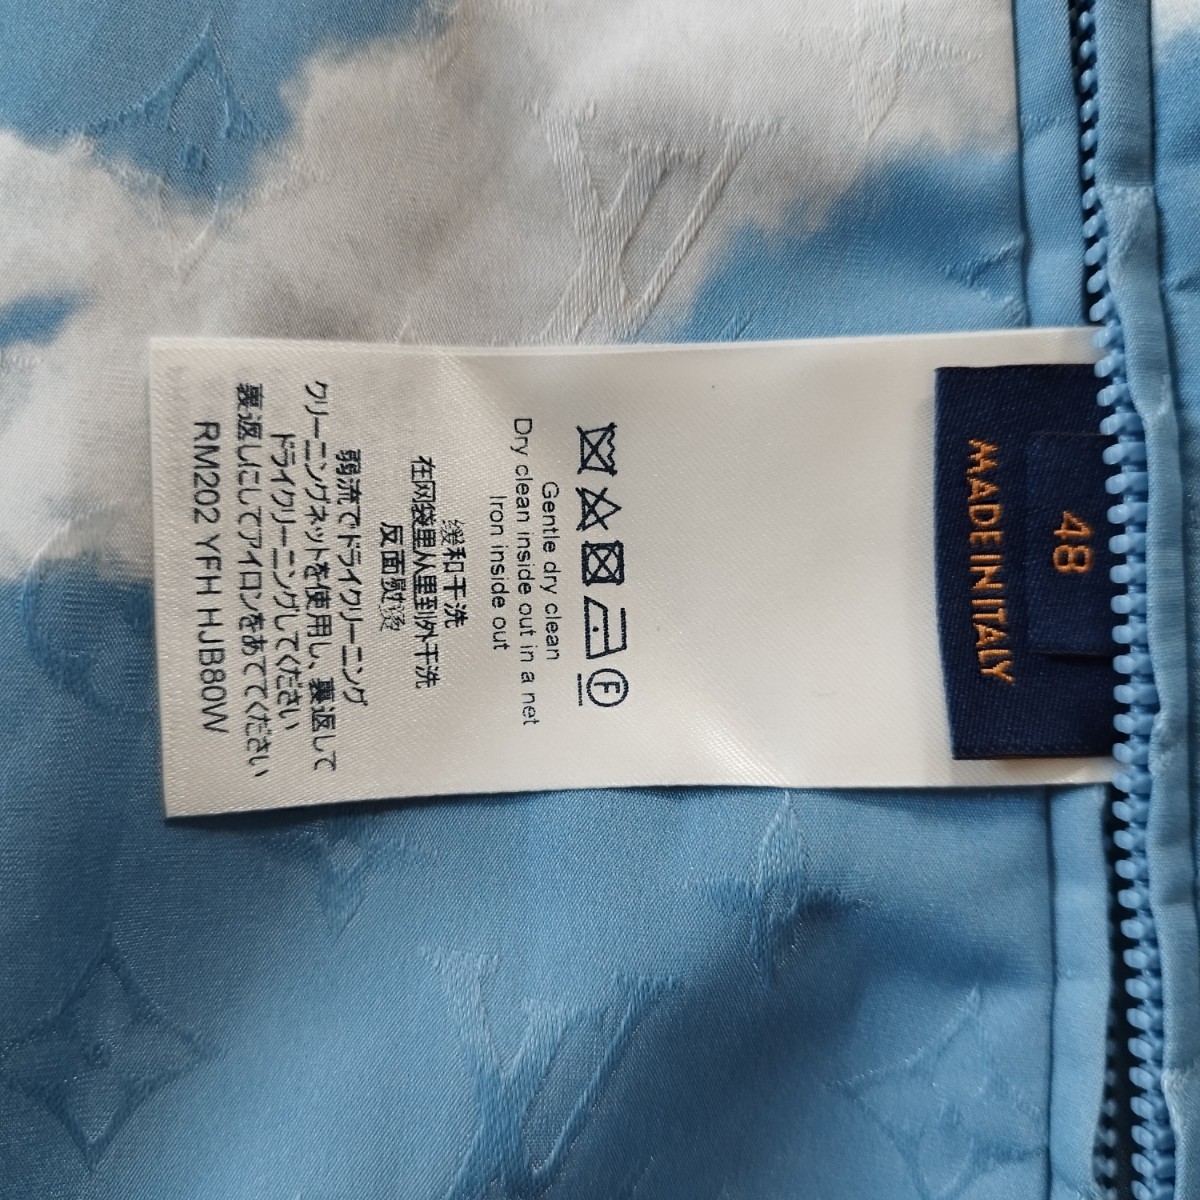 48
MADE IN ITALY
F
Gentle dry clean
Dry clean inside out in a net
Iron inside out
缓和干洗
在网袋里从里到外干洗
反面熨烫
弱流でドライクリーニング
クリーニングネットを使用し、裏返して
ドライクリーニングしてください
裏返しにしてアイロンをあててください
RM202 YFH HJB80W